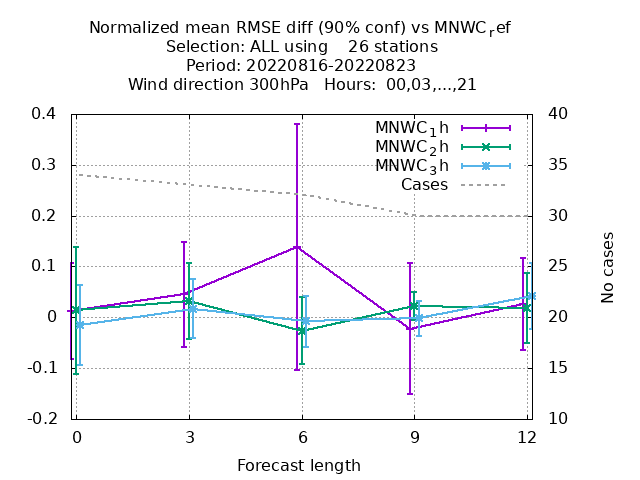 Normalized mean RMSE diff (90% conf) vs MNWC_ref
Selection: ALL using    26 stations
Period: 20220816-20220823
Wind direction 300hPa   Hours:  00,03,...,21
0.4
0.3
0.2
0.1
0
-0.1
-0.2
MNWC_1h
MNWC_2h
MNWC_3h
Cases
40
35
30
25
20
15
10
No cases
0 3 6 9 12
Forecast length